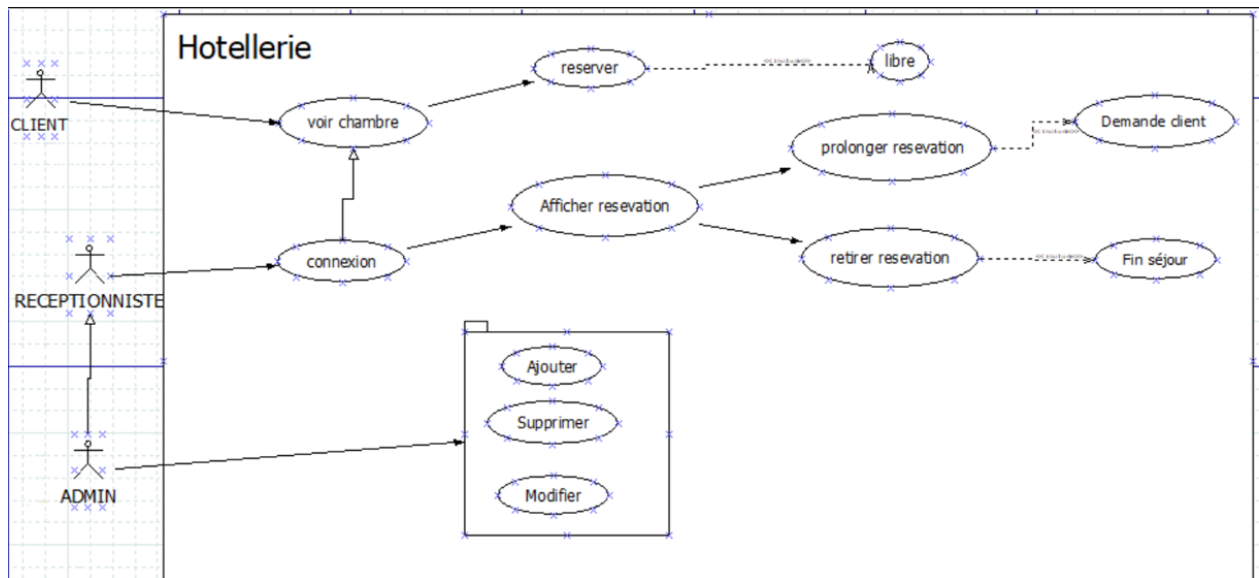 Hotellerie
reserver
libre
CLIENT
voir chambre
Demande client
prolonger resevation
Afficher resevation
connexion
retirer resevation
Fin séjour
RECEPTIONNISTE
Ajouter
Supprimer
Modifier
ADMIN